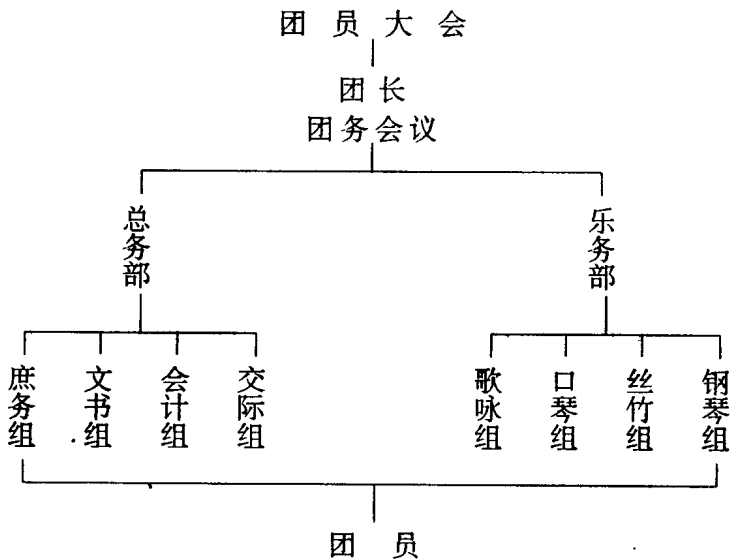 团员大会
团长
团务会议
总务部
乐务部
庶务组
文书组
会计组
交际组
歌咏组
口琴组
丝竹组
钢琴组
团员